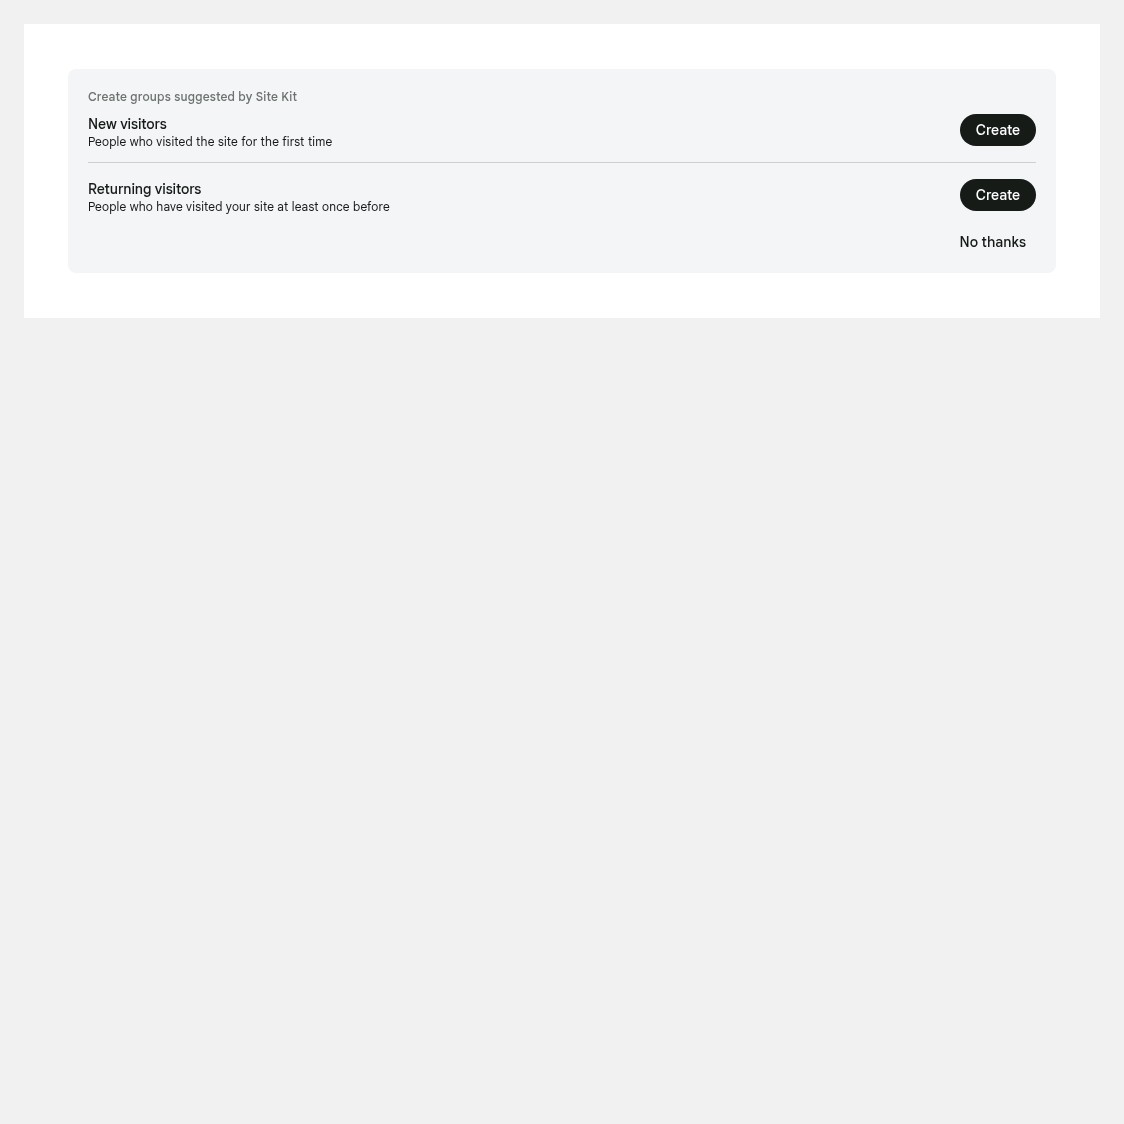 Create groups suggested by Site Kit
New visitors
People who visited the site for the first time
Create
Returning visitors
People who have visited your site at least once before
Create
No thanks